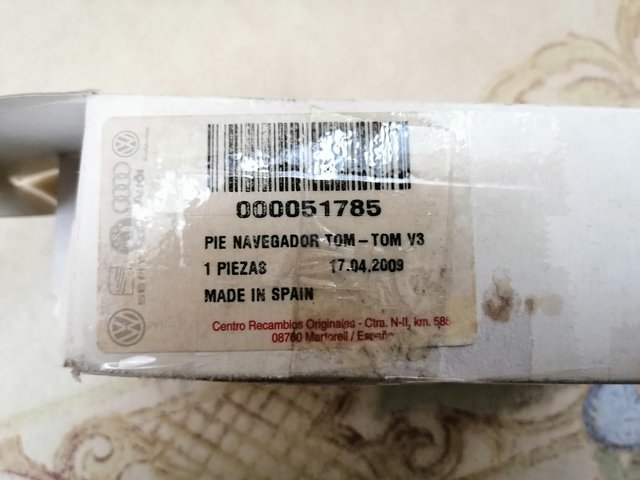 000051785
PIE NAVEGADOR TOM-TOM V3
1 PIEZAS 17.04.2009
MADE IN SPAIN
Centro Recambios Originales - Ctra. N-II, km. 585
08760 Martorell / España